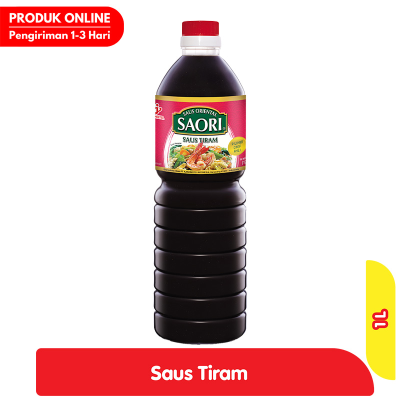 PRODUK ONLINE
Pengiriman 1-3 Hari
SAUS ORIENTAL
SAORI
SAUS TIRAM
1L
Saus Tiram